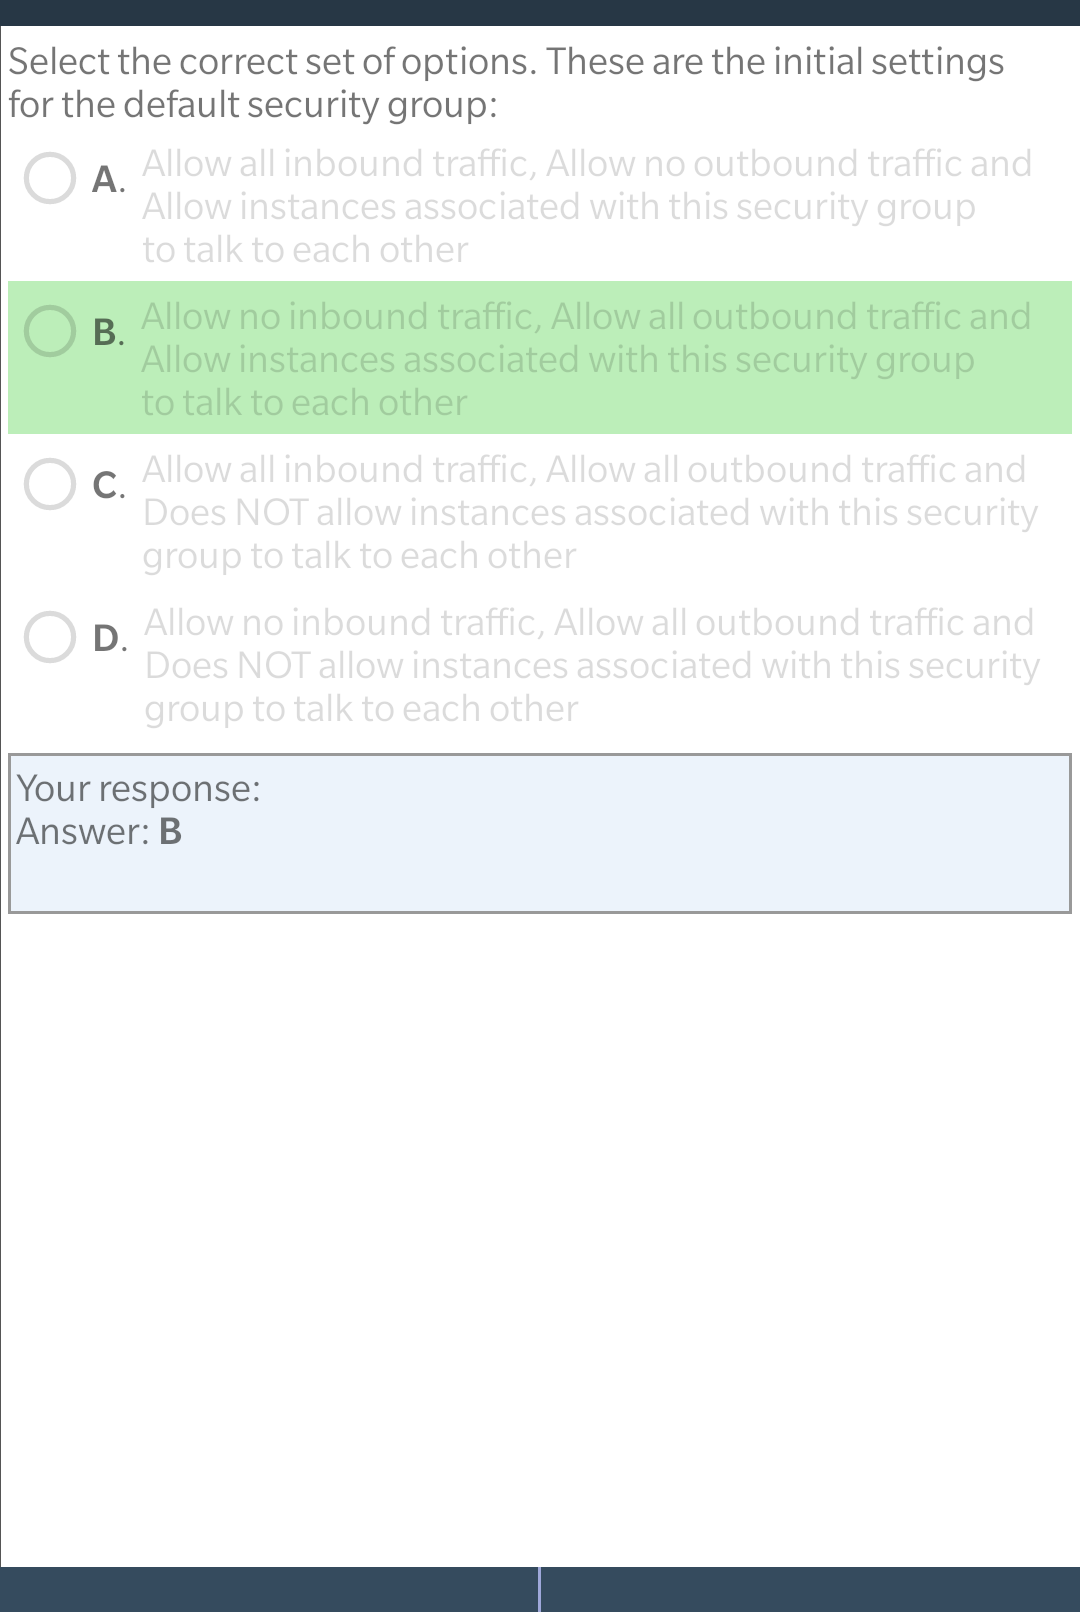 Select the correct set of options. These are the initial settings
for the default security group:
A. Allow all inbound traffic, Allow no outbound traffic and
Allow instances associated with this security group
to talk to each other
B. Allow no inbound traffic, Allow all outbound traffic and
Allow instances associated with this security group
to talk to each other
C. Allow all inbound traffic, Allow all outbound traffic and
Does NOT allow instances associated with this security
group to talk to each other
D. Allow no inbound traffic, Allow all outbound traffic and
Does NOT allow instances associated with this security
group to talk to each other
Your response:
Answer: B